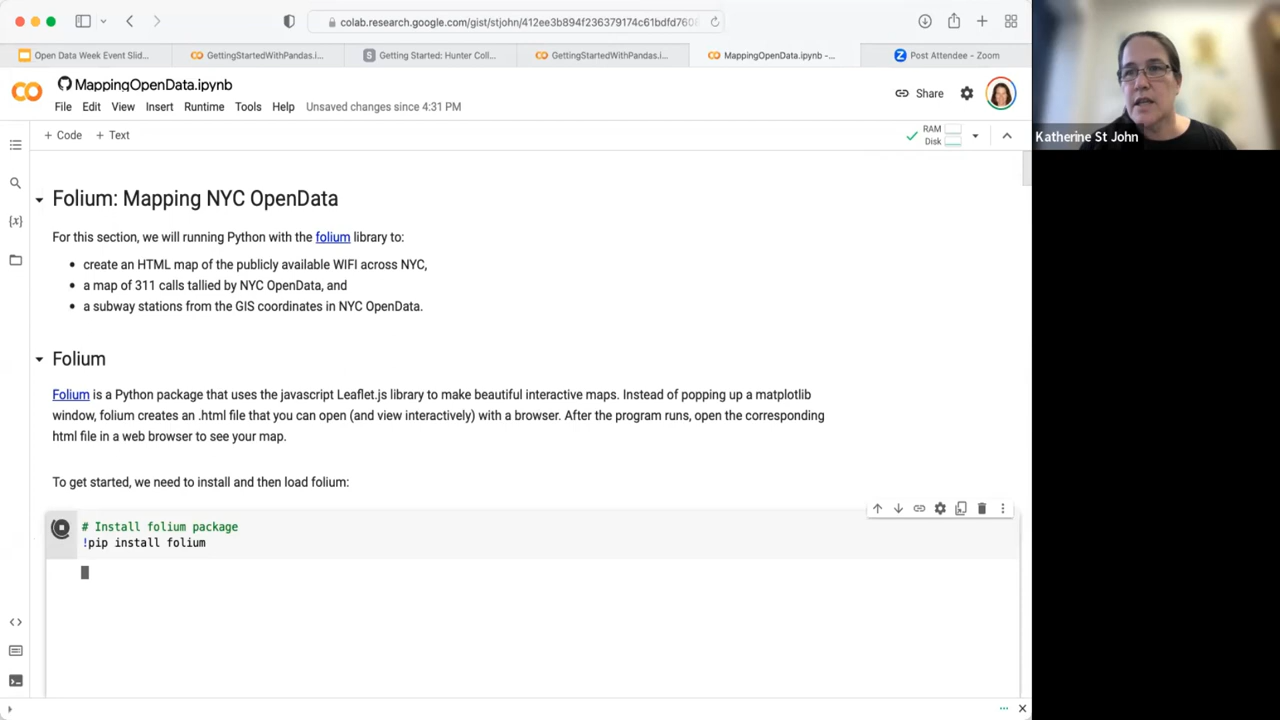 colab.research.google.com/gist/stjohn/412ee3b894f236379174c61bdfd7608
Open Data Week Event Slid...
GettingStartedWithPandas.i...
Getting Started: Hunter Coll...
GettingStartedWithPandas.i...
MappingOpenData.ipynb -...
Post Attendee - Zoom
MappingOpenData.ipynb
File Edit View Insert Runtime Tools Help Unsaved changes since 4:31 PM
Share
+ Code + Text
RAM
Disk
Katherine St John
Folium: Mapping NYC OpenData
For this section, we will running Python with the folium library to:
• create an HTML map of the publicly available WIFI across NYC,
• a map of 311 calls tallied by NYC OpenData, and
• a subway stations from the GIS coordinates in NYC OpenData.
Folium
Folium is a Python package that uses the javascript Leaflet.js library to make beautiful interactive maps. Instead of popping up a matplotlib
window, folium creates an .html file that you can open (and view interactively) with a browser. After the program runs, open the corresponding
html file in a web browser to see your map.
To get started, we need to install and then load folium:
# Install folium package
!pip install folium